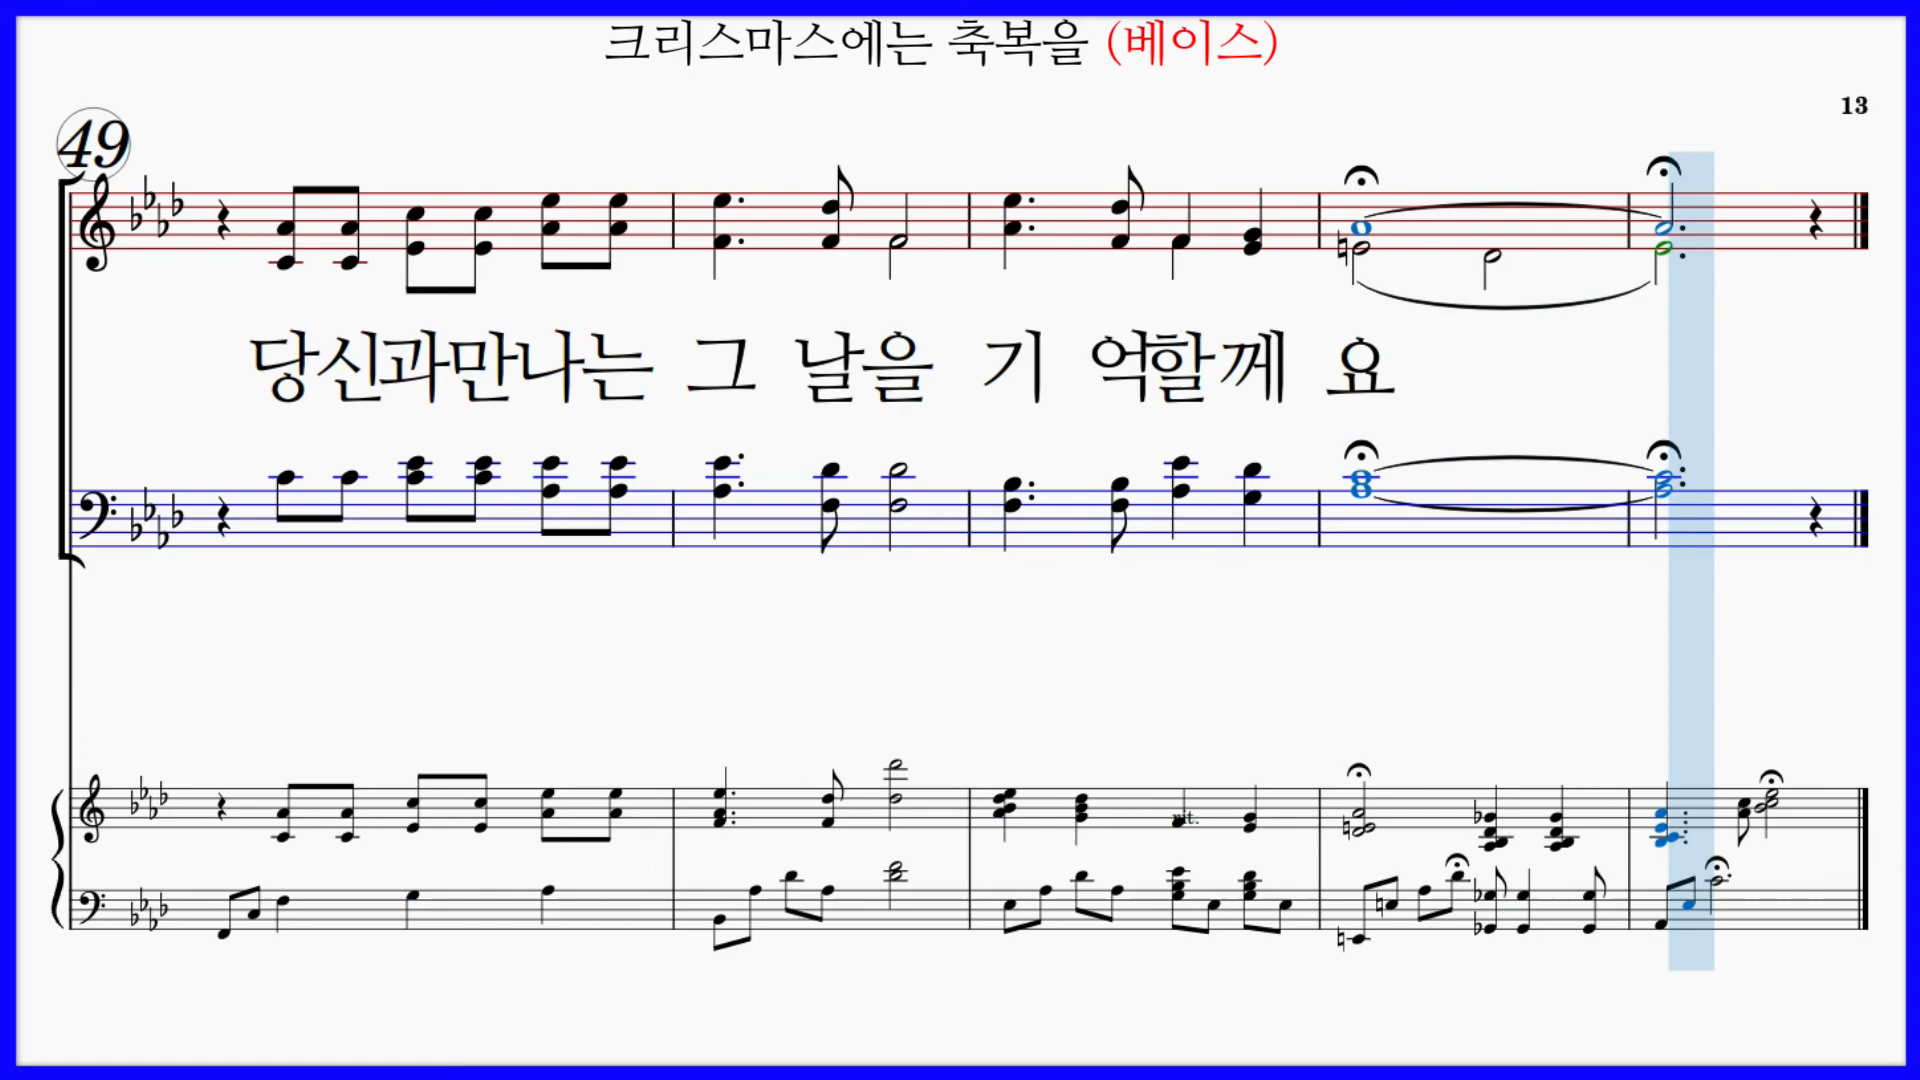 크리스마스에는 축복을 (베이스)
13
49
당신과만나는 그 날을 기 억할께 요
rit.